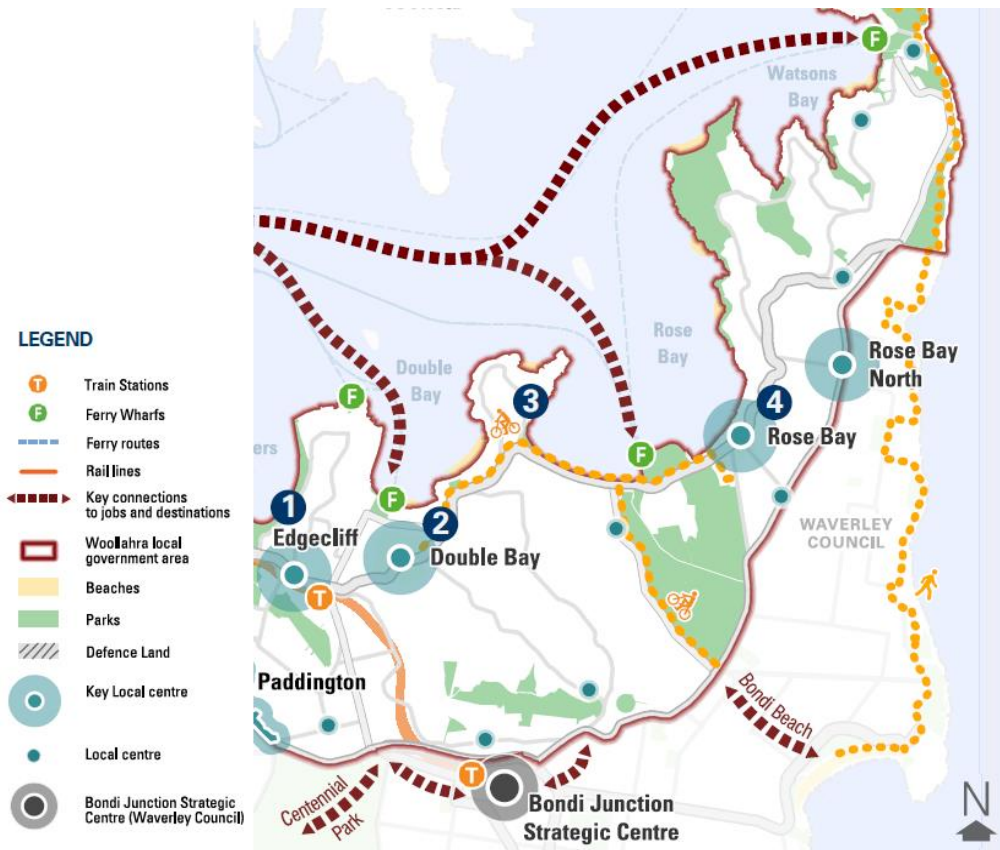 LEGEND
T
Train Stations
F
Ferry Wharfs
Ferry routes
Rail lines
Key connections
to jobs and destinations
Woollahra local
government area
Beaches
Parks
Defence Land
Key Local centre
Local centre
Bondi Junction Strategic
Centre (Waverley Council)
F
Watsons
Bay
Rose
Bay
Double
Bay
Rose Bay
North
3
4
Rose Bay
F
F
ers
F
1
Edgecliff
2
Double Bay
WAVERLEY
COUNCIL
T
Paddington
Bondi Beach
T
Centennial
Park
Bondi Junction
Strategic Centre
N